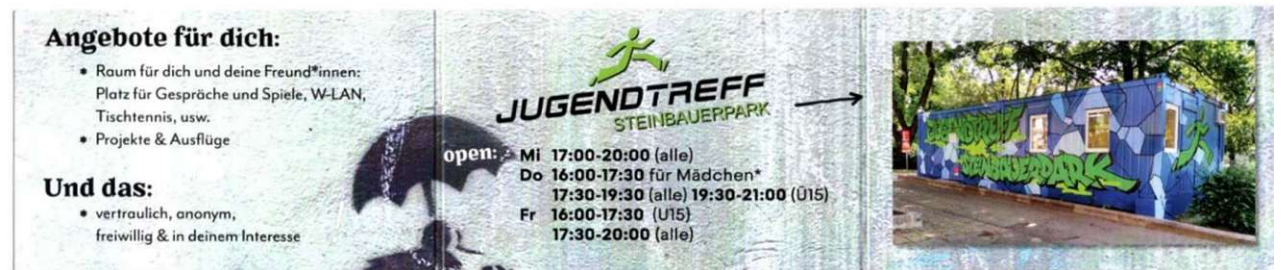 Angebote für dich:
• Raum für dich und deine Freund*innen:
Platz für Gespräche und Spiele, W-LAN,
Tischtennis, usw.
• Projekte & Ausflüge
Und das:
• vertraulich, anonym,
freiwillig & in deinem Interesse
JUGENDTREFF
STEINBAUERPARK
open:
Mi 17:00-20:00 (alle)
Do 16:00-17:30 für Mädchen*
17:30-19:30 (alle) 19:30-21:00 (Ü15)
Fr 16:00-17:30 (U15)
17:30-20:00 (alle)
JUGENDTREFF
STEINBAUERPARK